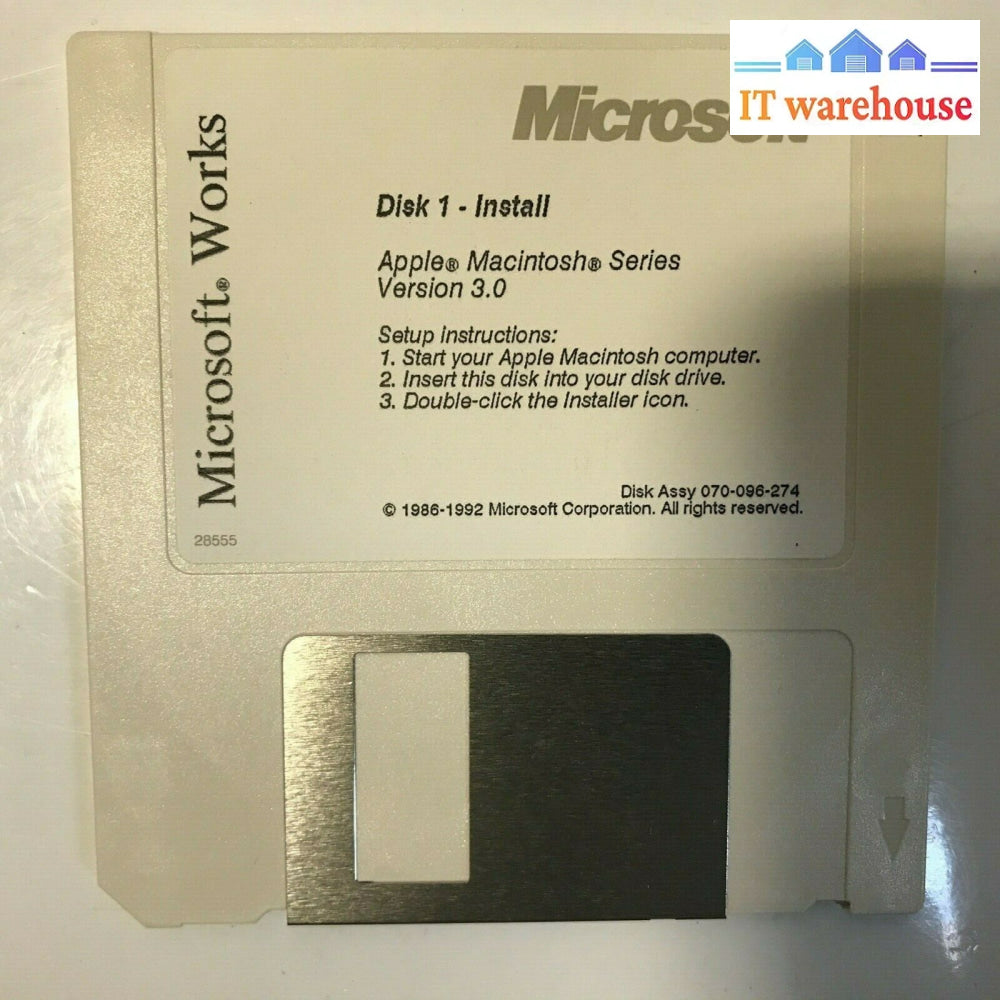 IT warehouse
Microsoft
Microsoft® Works
Disk 1 - Install
Apple® Macintosh® Series
Version 3.0
Setup instructions:
1. Start your Apple Macintosh computer.
2. Insert this disk into your disk drive.
3. Double-click the Installer icon.
Disk Assy 070-096-274
© 1986-1992 Microsoft Corporation. All rights reserved.
28555